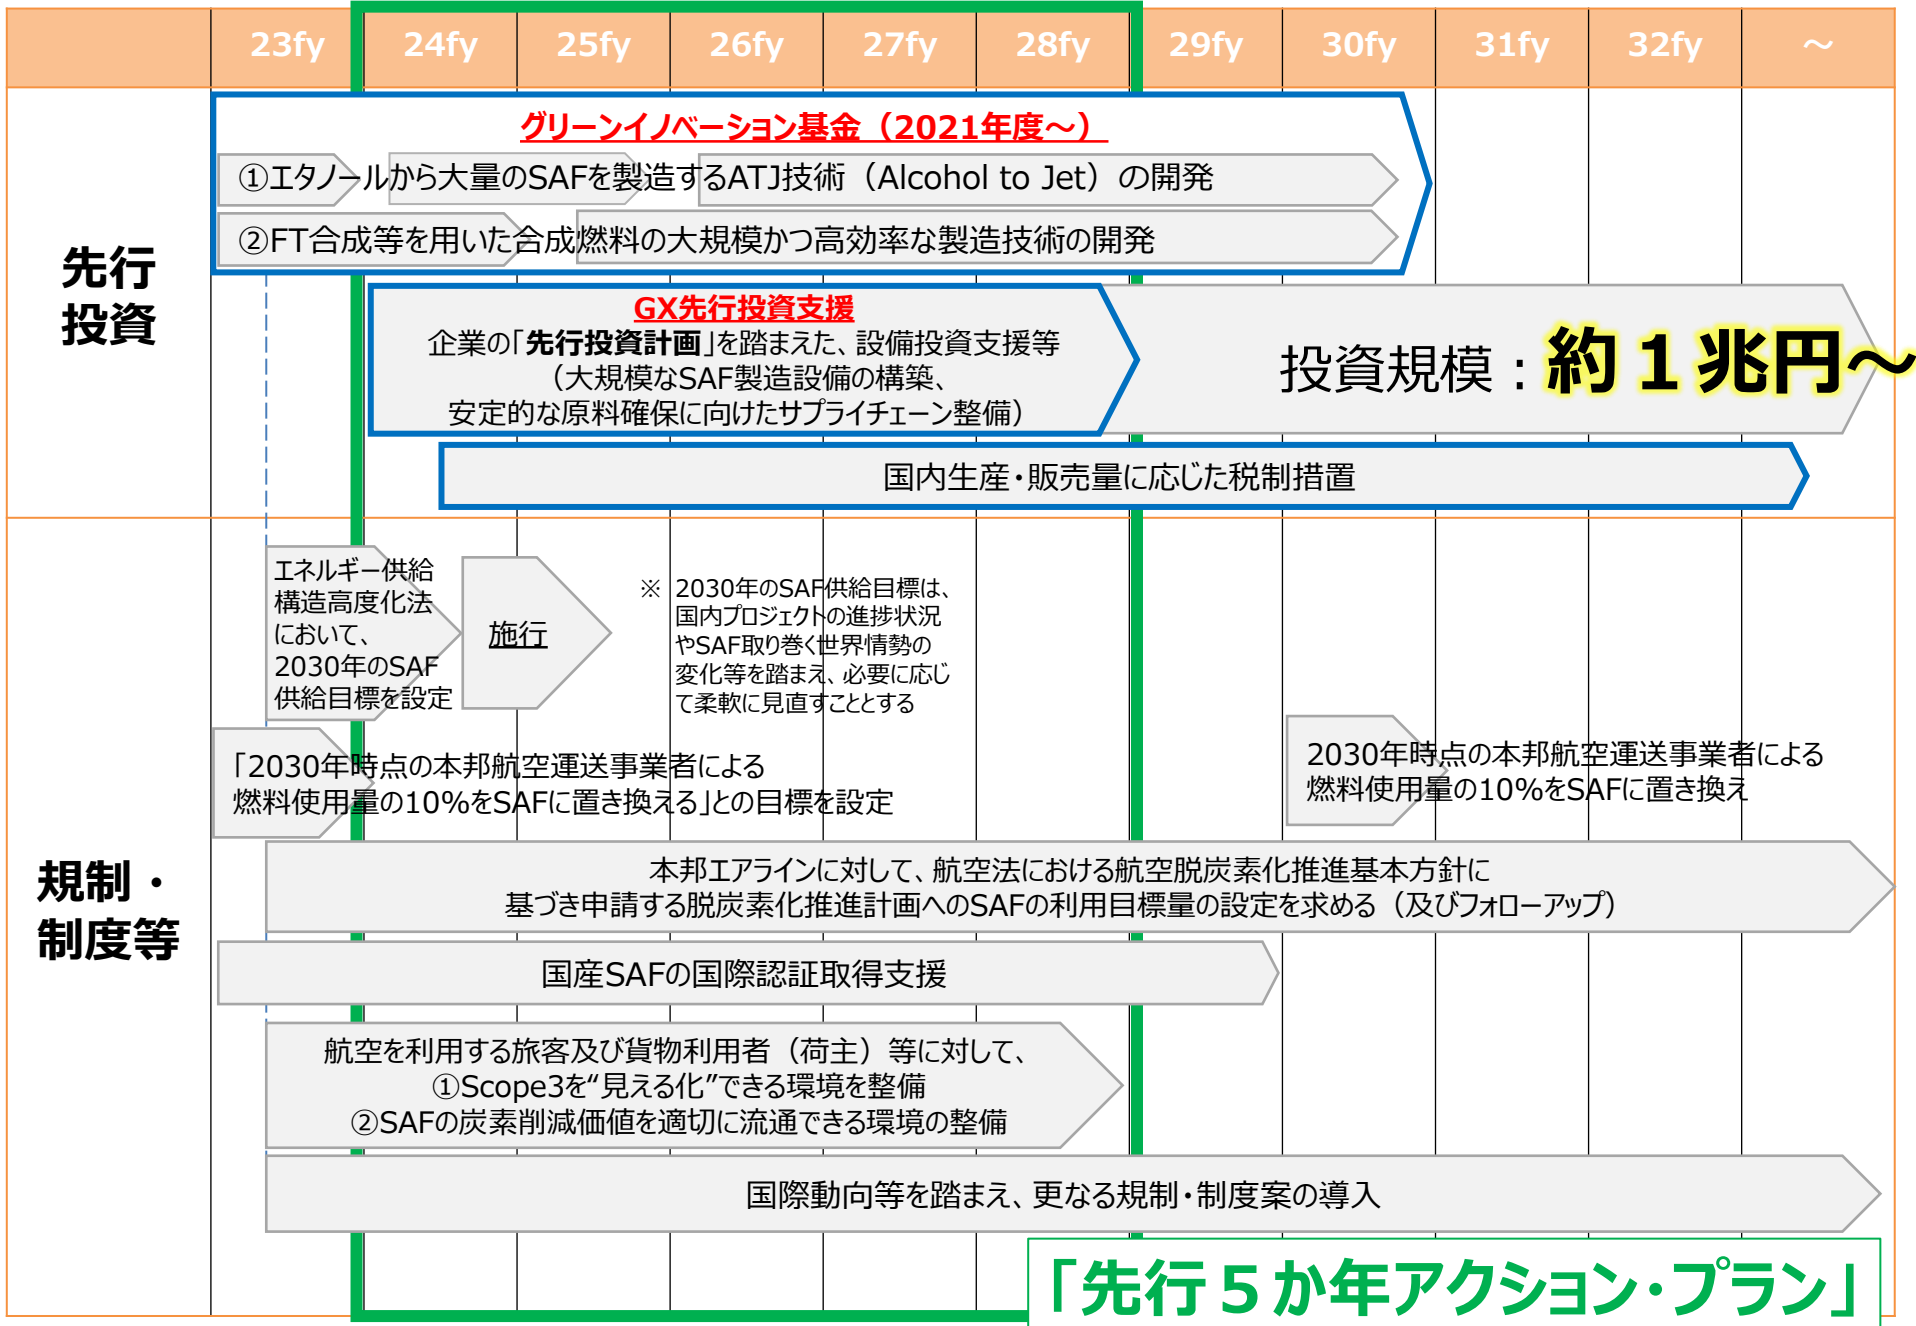 23fy 24fy 25fy 26fy 27fy 28fy 29fy 30fy 31fy 32fy ～
先行
投資
グリーンイノベーション基金（2021年度～）
①エタノールから大量のSAFを製造するATJ技術（Alcohol to Jet）の開発
②FT合成等を用いた合成燃料の大規模かつ高効率な製造技術の開発
GX先行投資支援
企業の「先行投資計画」を踏まえた、設備投資支援等
（大規模なSAF製造設備の構築、
安定的な原料確保に向けたサプライチェーン整備）
投資規模：約１兆円～
国内生産・販売量に応じた税制措置
規制・
制度等
エネルギー供給
構造高度化法
において、
2030年のSAF
供給目標を設定
施行
※ 2030年のSAF供給目標は、
国内プロジェクトの進捗状況
やSAF取り巻く世界情勢の
変化等を踏まえ、必要に応じ
て柔軟に見直すこととする
「2030年時点の本邦航空運送事業者による
燃料使用量の10%をSAFに置き換える」との目標を設定
2030年時点の本邦航空運送事業者による
燃料使用量の10%をSAFに置き換え
本邦エアラインに対して、航空法における航空脱炭素化推進基本方針に
基づき申請する脱炭素化推進計画へのSAFの利用目標量の設定を求める（及びフォローアップ）
国産SAFの国際認証取得支援
航空を利用する旅客及び貨物利用者（荷主）等に対して、
①Scope3を“見える化”できる環境を整備
②SAFの炭素削減価値を適切に流通できる環境の整備
国際動向等を踏まえ、更なる規制・制度案の導入
「先行５か年アクション・プラン」